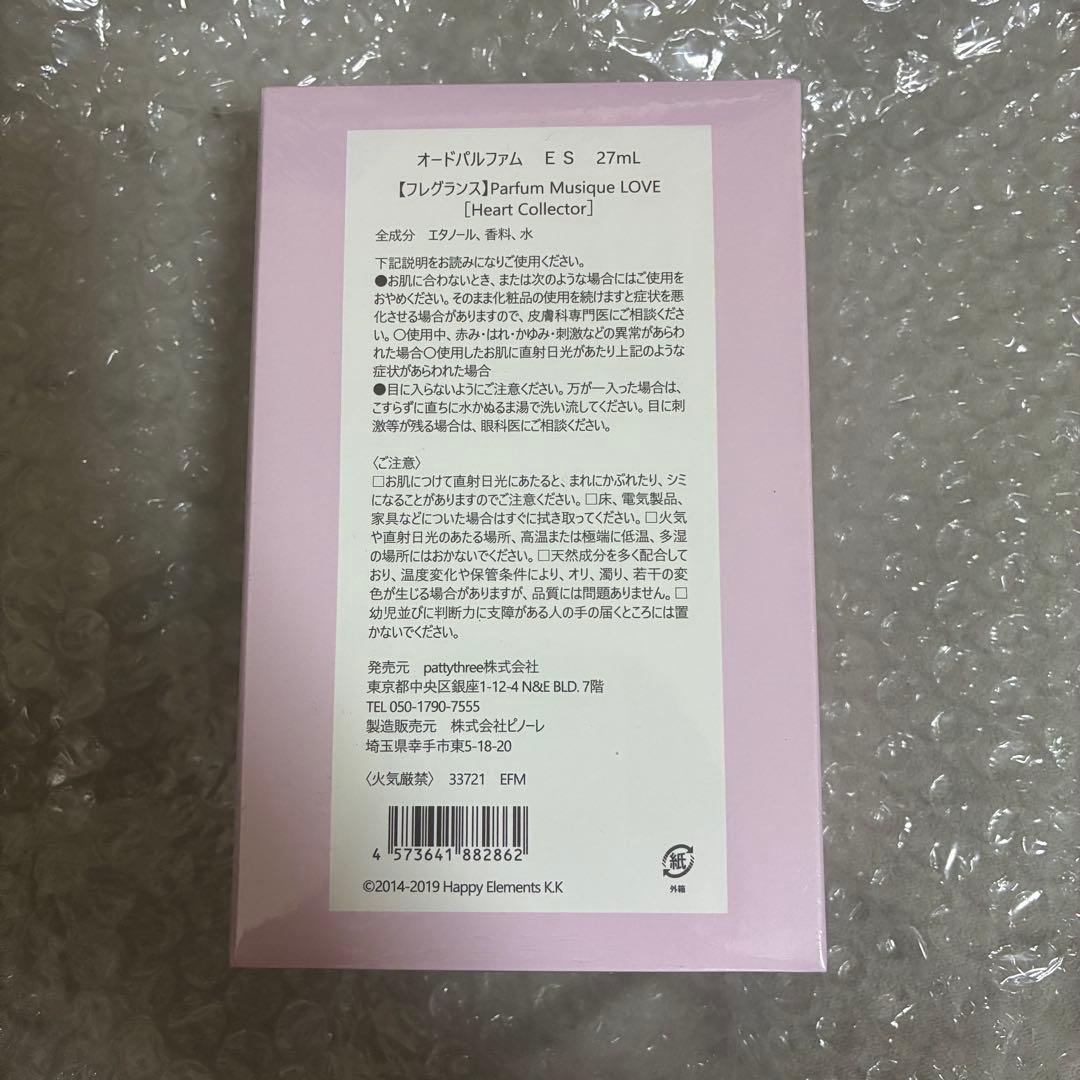 オードパルファム　ＥＳ　27mL
【フレグランス】Parfum Musique LOVE
［Heart Collector］
全成分　エタノール、香料、水
下記説明をお読みになりご使用ください。
●お肌に合わないとき、または次のような場合にはご使用を
おやめください。そのまま化粧品の使用を続けますと症状を悪
化させる場合がありますので、皮膚科専門医にご相談くださ
い。〇使用中、赤み・はれ・かゆみ・刺激などの異常があらわ
れた場合〇使用したお肌に直射日光があたり上記のような
症状があらわれた場合
●目に入らないようにご注意ください。万が一入った場合は、
こすらずに直ちに水かぬるま湯で洗い流してください。目に刺
激等が残る場合は、眼科医にご相談ください。
〈ご注意〉
□お肌につけて直射日光にあたると、まれにかぶれたり、シミ
になることがありますのでご注意ください。□床、電気製品、
家具などについた場合はすぐに拭き取ってください。□火気
や直射日光のあたる場所、高温または極端に低温、多湿
の場所にはおかないでください。□天然成分を多く配合して
おり、温度変化や保管条件により、オリ、濁り、若干の変
色が生じる場合がありますが、品質には問題ありません。□
幼児並びに判断力に支障がある人の手の届くところには置
かないでください。
発売元　pattythree株式会社
東京都中央区銀座1-12-4 N&E BLD. 7階
TEL 050-1790-7555
製造販売元　株式会社ピノーレ
埼玉県幸手市東5-18-20
〈火気厳禁〉　33721　EFM
4 573641 882862
紙
外箱
©2014-2019 Happy Elements K.K